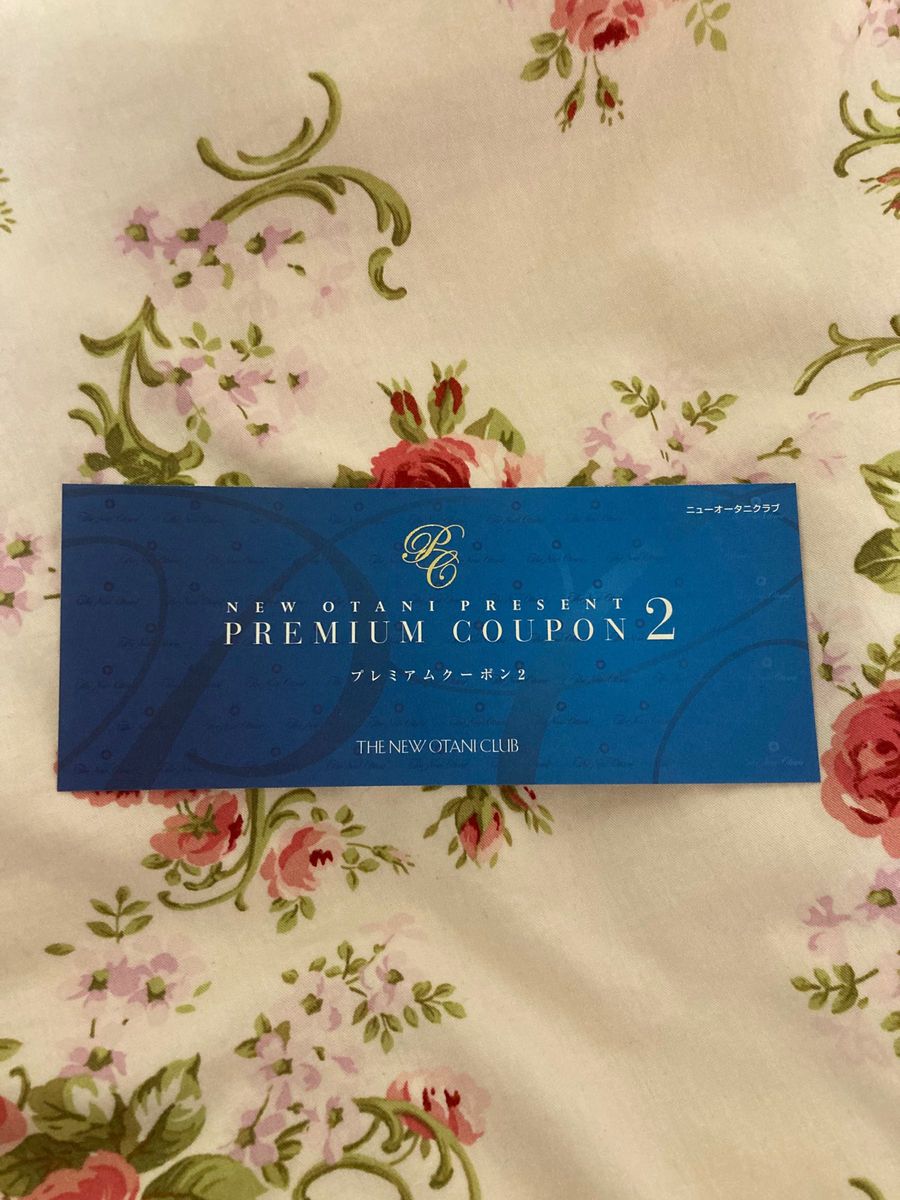 ニューオータニクラブ
PC
NEW OTANI PRESENT
PREMIUM COUPON 2
プレミアムクーポン2
THE NEW OTANI CLUB